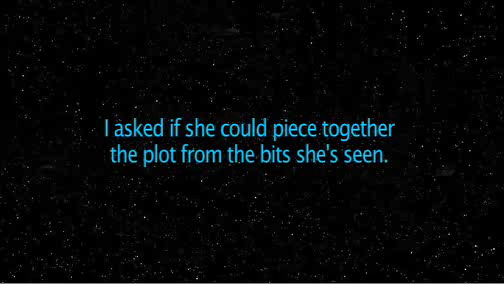 I asked if she could piece together
the plot from the bits she's seen.